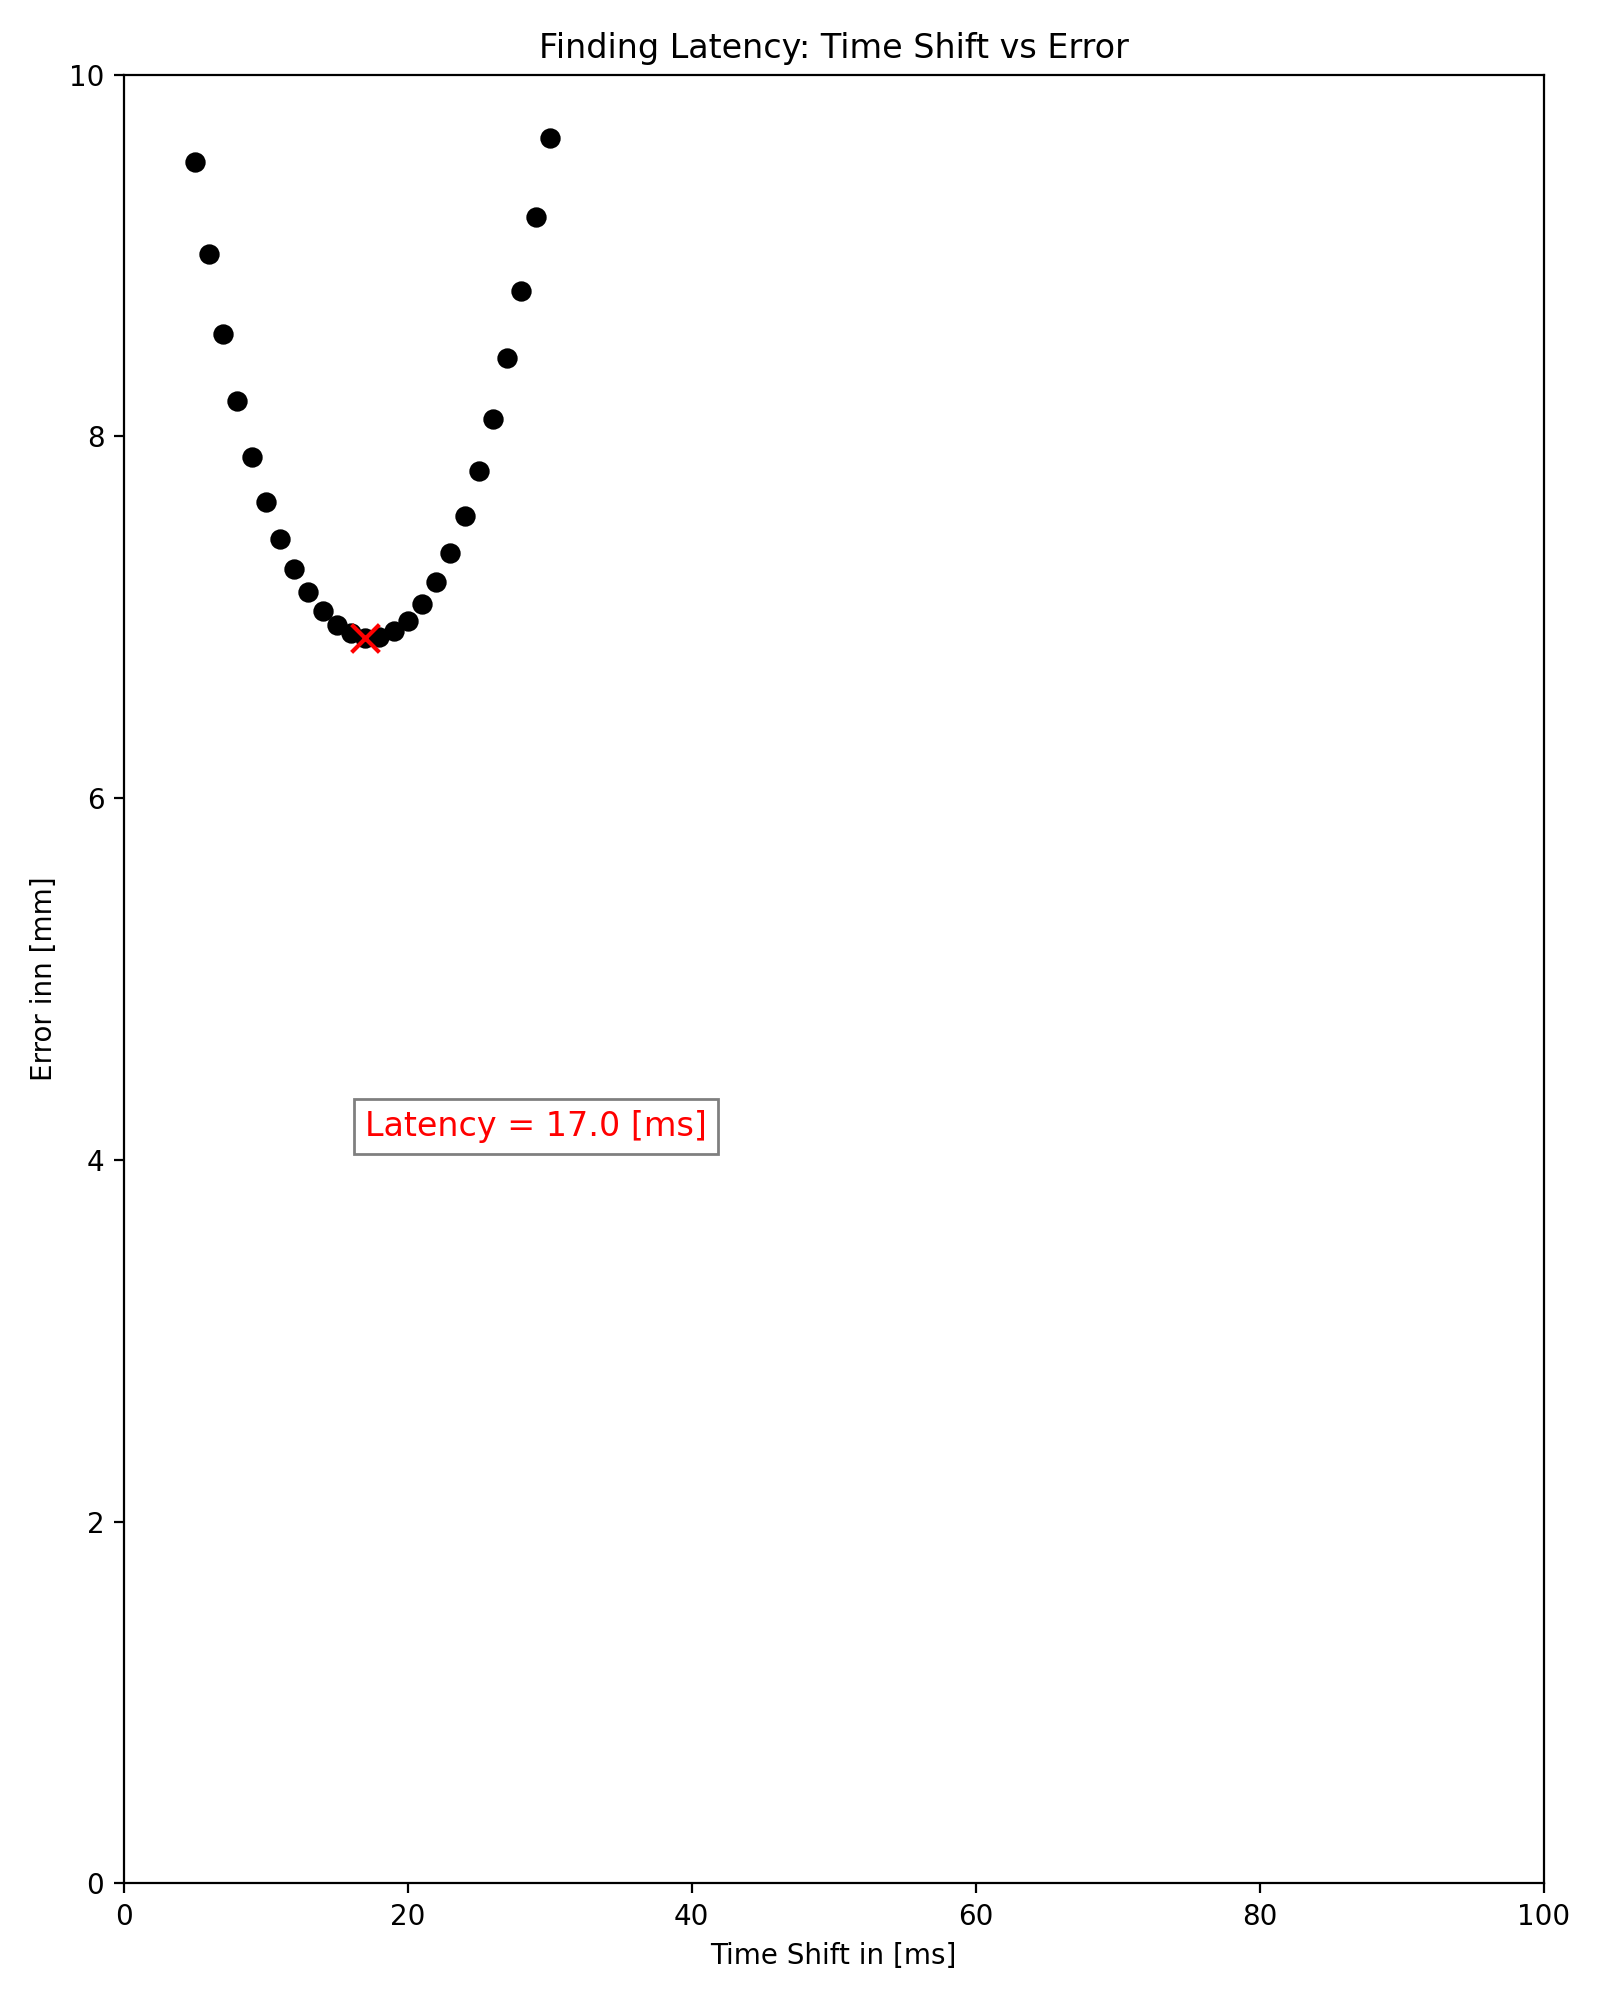 Finding Latency: Time Shift vs Error
10
8
6
4
2
0
Error inn [mm]
Latency = 17.0 [ms]
0 20 40 60 80 100
Time Shift in [ms]